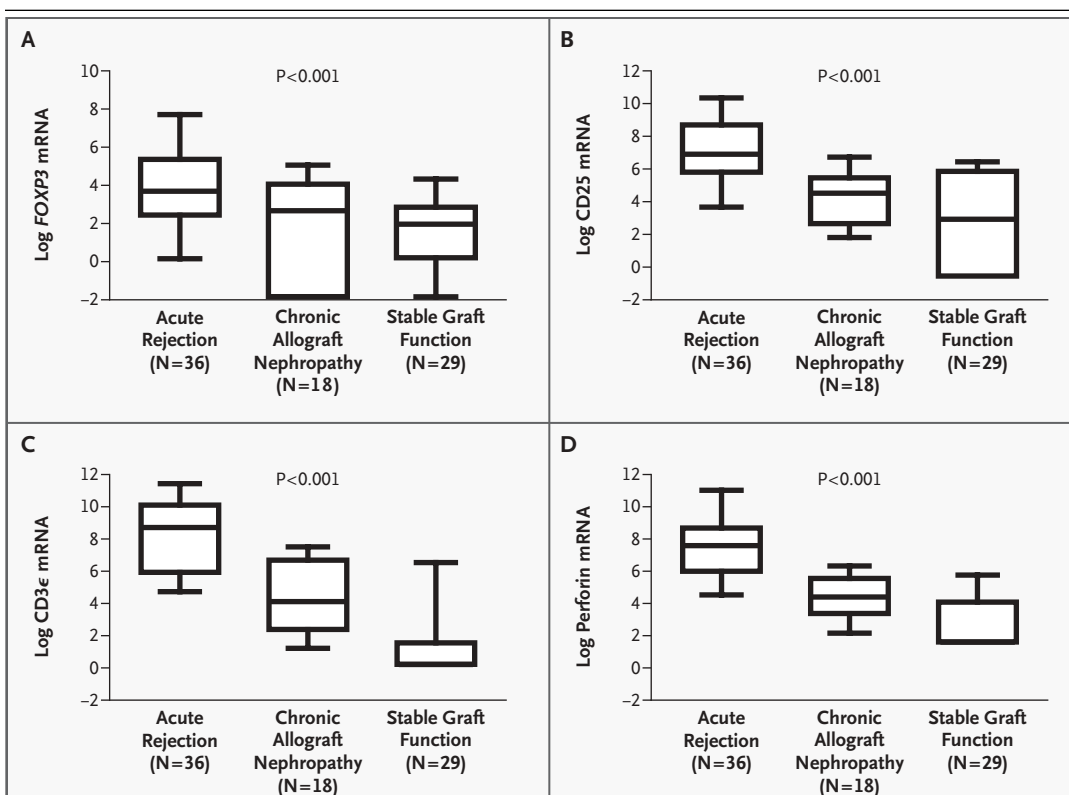 A
P<0.001
Log FOXP3 mRNA
10
8
6
4
2
0
−2
Acute
Rejection
(N=36)
Chronic
Allograft
Nephropathy
(N=18)
Stable Graft
Function
(N=29)
B
P<0.001
Log CD25 mRNA
12
10
8
6
4
2
0
−2
Acute
Rejection
(N=36)
Chronic
Allograft
Nephropathy
(N=18)
Stable Graft
Function
(N=29)
C
P<0.001
Log CD3ϵ mRNA
12
10
8
6
4
2
0
−2
Acute
Rejection
(N=36)
Chronic
Allograft
Nephropathy
(N=18)
Stable Graft
Function
(N=29)
D
P<0.001
Log Perforin mRNA
12
10
8
6
4
2
0
−2
Acute
Rejection
(N=36)
Chronic
Allograft
Nephropathy
(N=18)
Stable Graft
Function
(N=29)